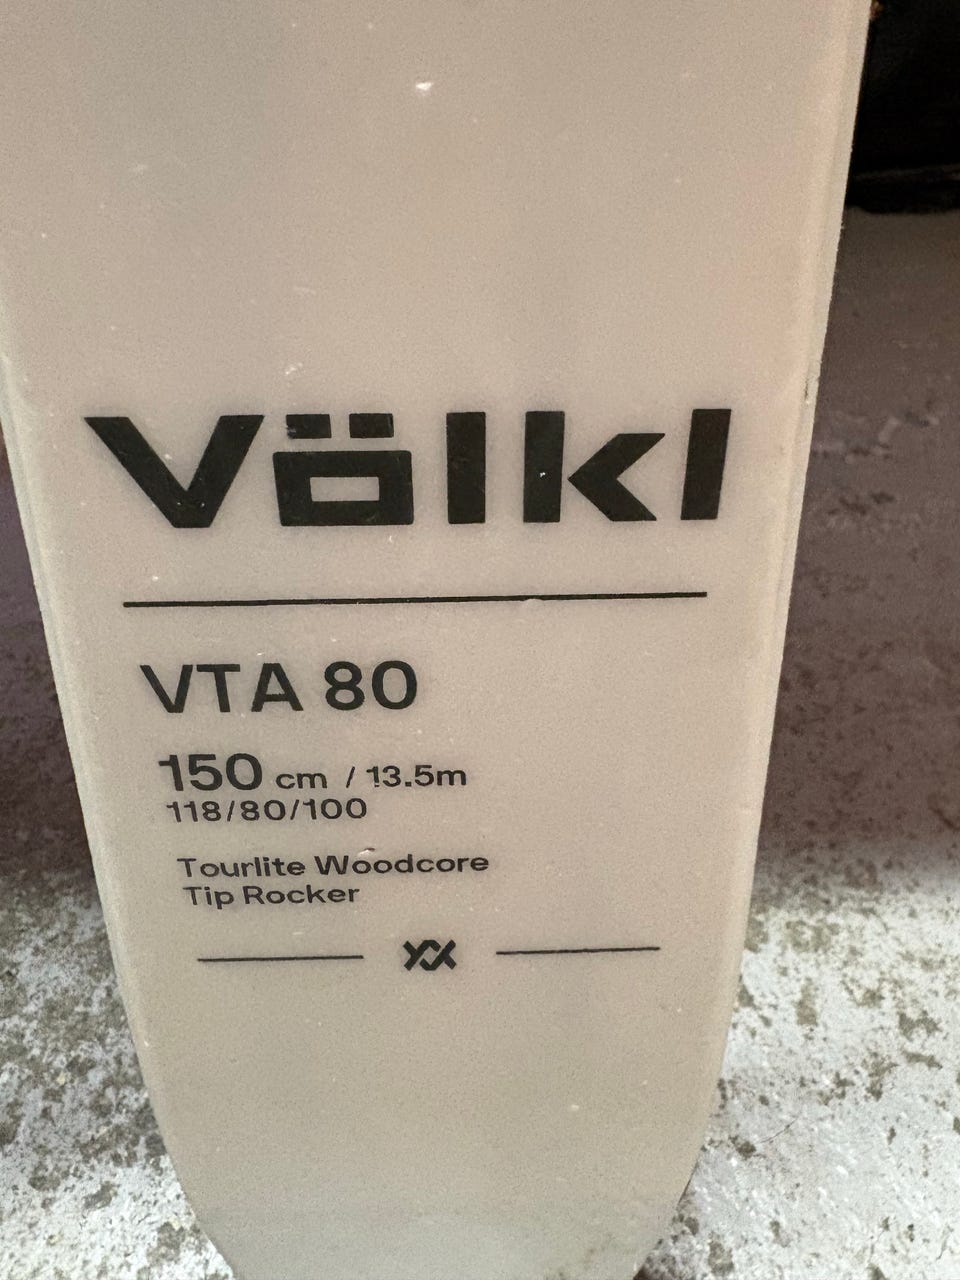 Völkl
VTA 80
150 cm / 13.5m
118/80/100
Tourlite Woodcore
Tip Rocker